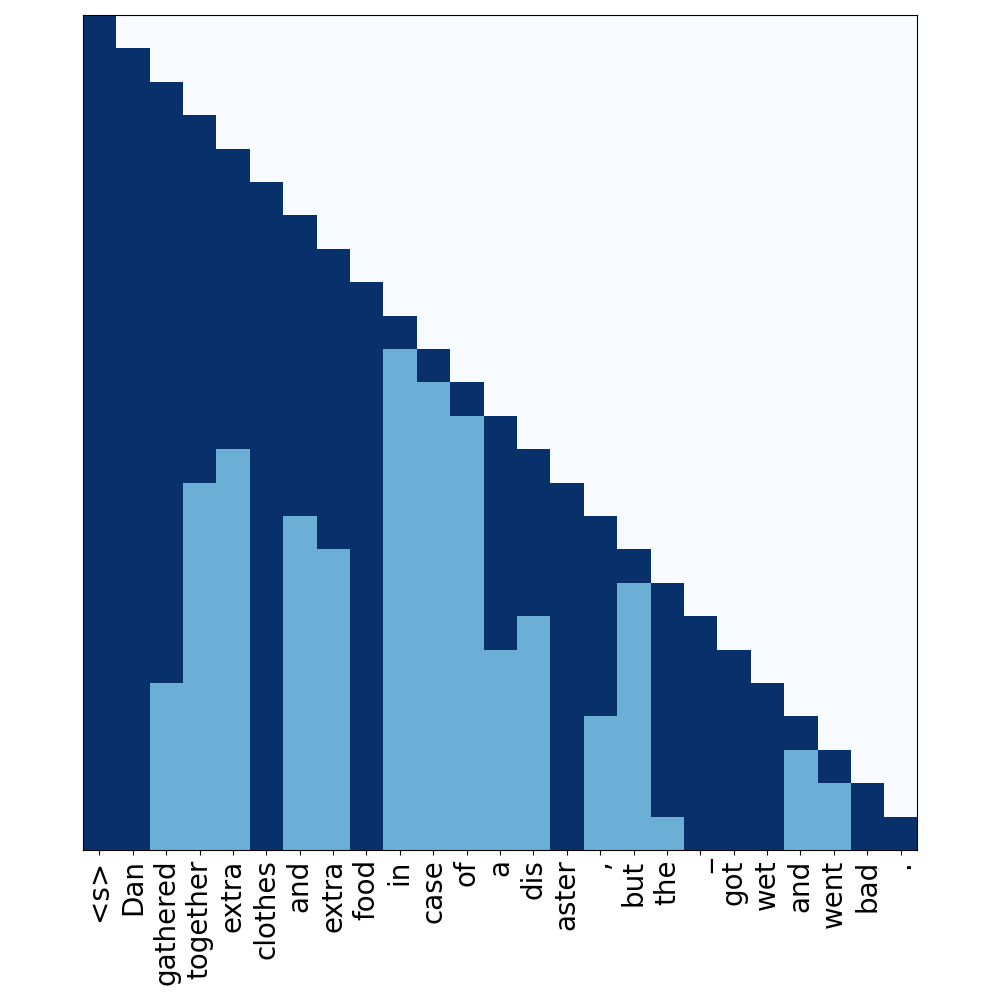 <s> Dan gathered together extra clothes and extra food in case of a dis aster , but the _ got wet and went bad .